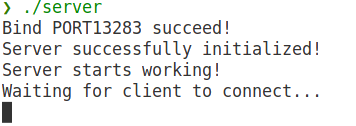 ❯ ./server
Bind PORT13283 succeed!
Server successfully initialized!
Server starts working!
Waiting for client to connect...